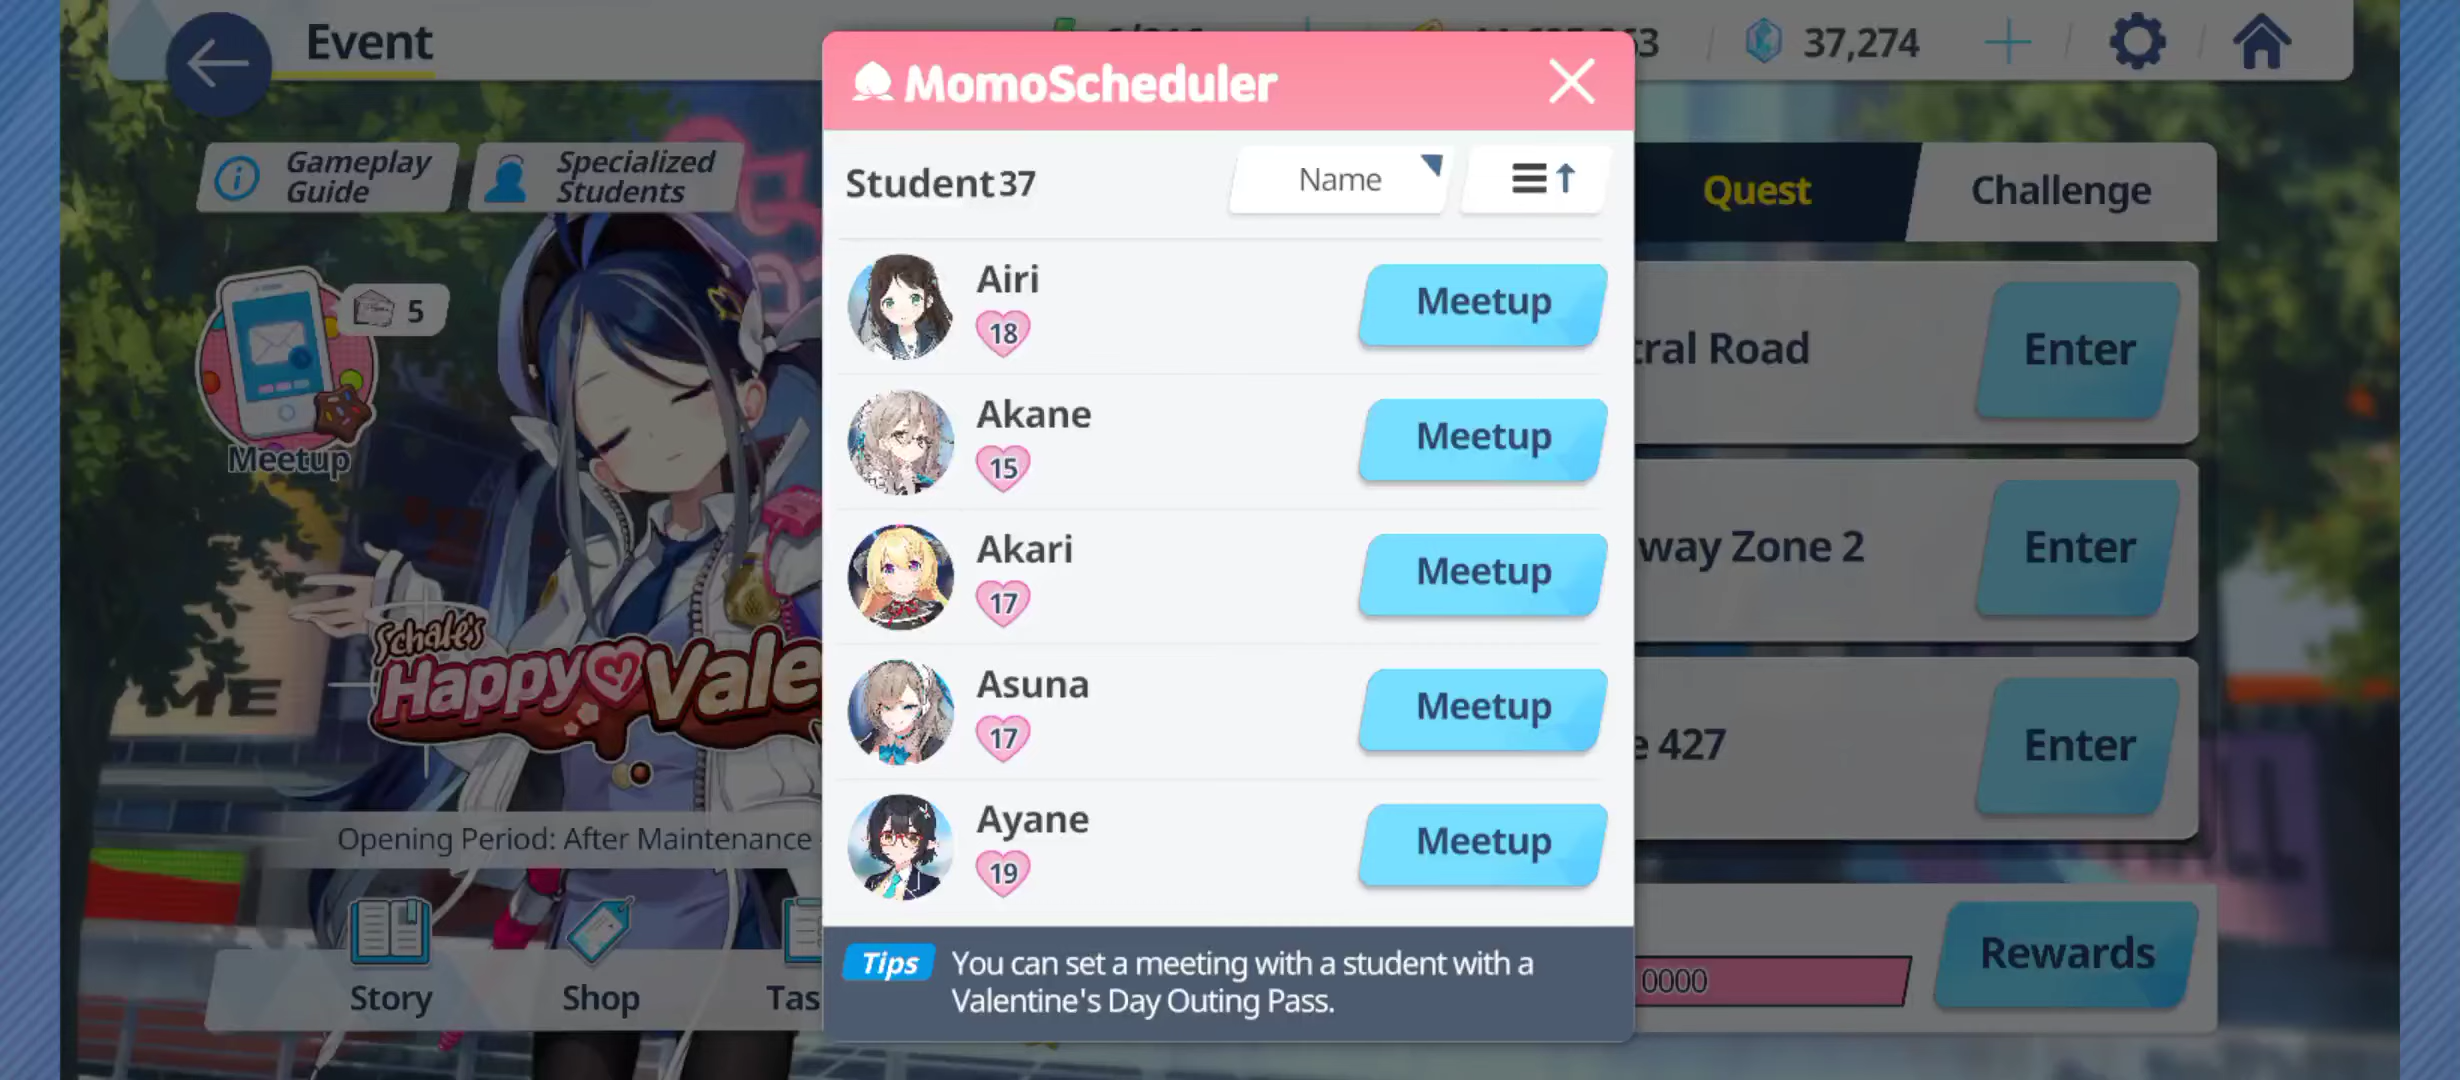 Event
37,274
MomoScheduler
Gameplay
Guide
Specialized
Students
Student37
Name
Quest
Challenge
5
Meetup
Airi
18
Meetup
Akane
15
Meetup
Akari
17
Meetup
Asuna
17
Meetup
Ayane
19
Meetup
tral Road
Enter
way Zone 2
Enter
e 427
Enter
Schale's
Happy Vale
Opening Period: After Maintenance
Story
Shop
Tas
Tips
You can set a meeting with a student with a
Valentine's Day Outing Pass.
0000
Rewards